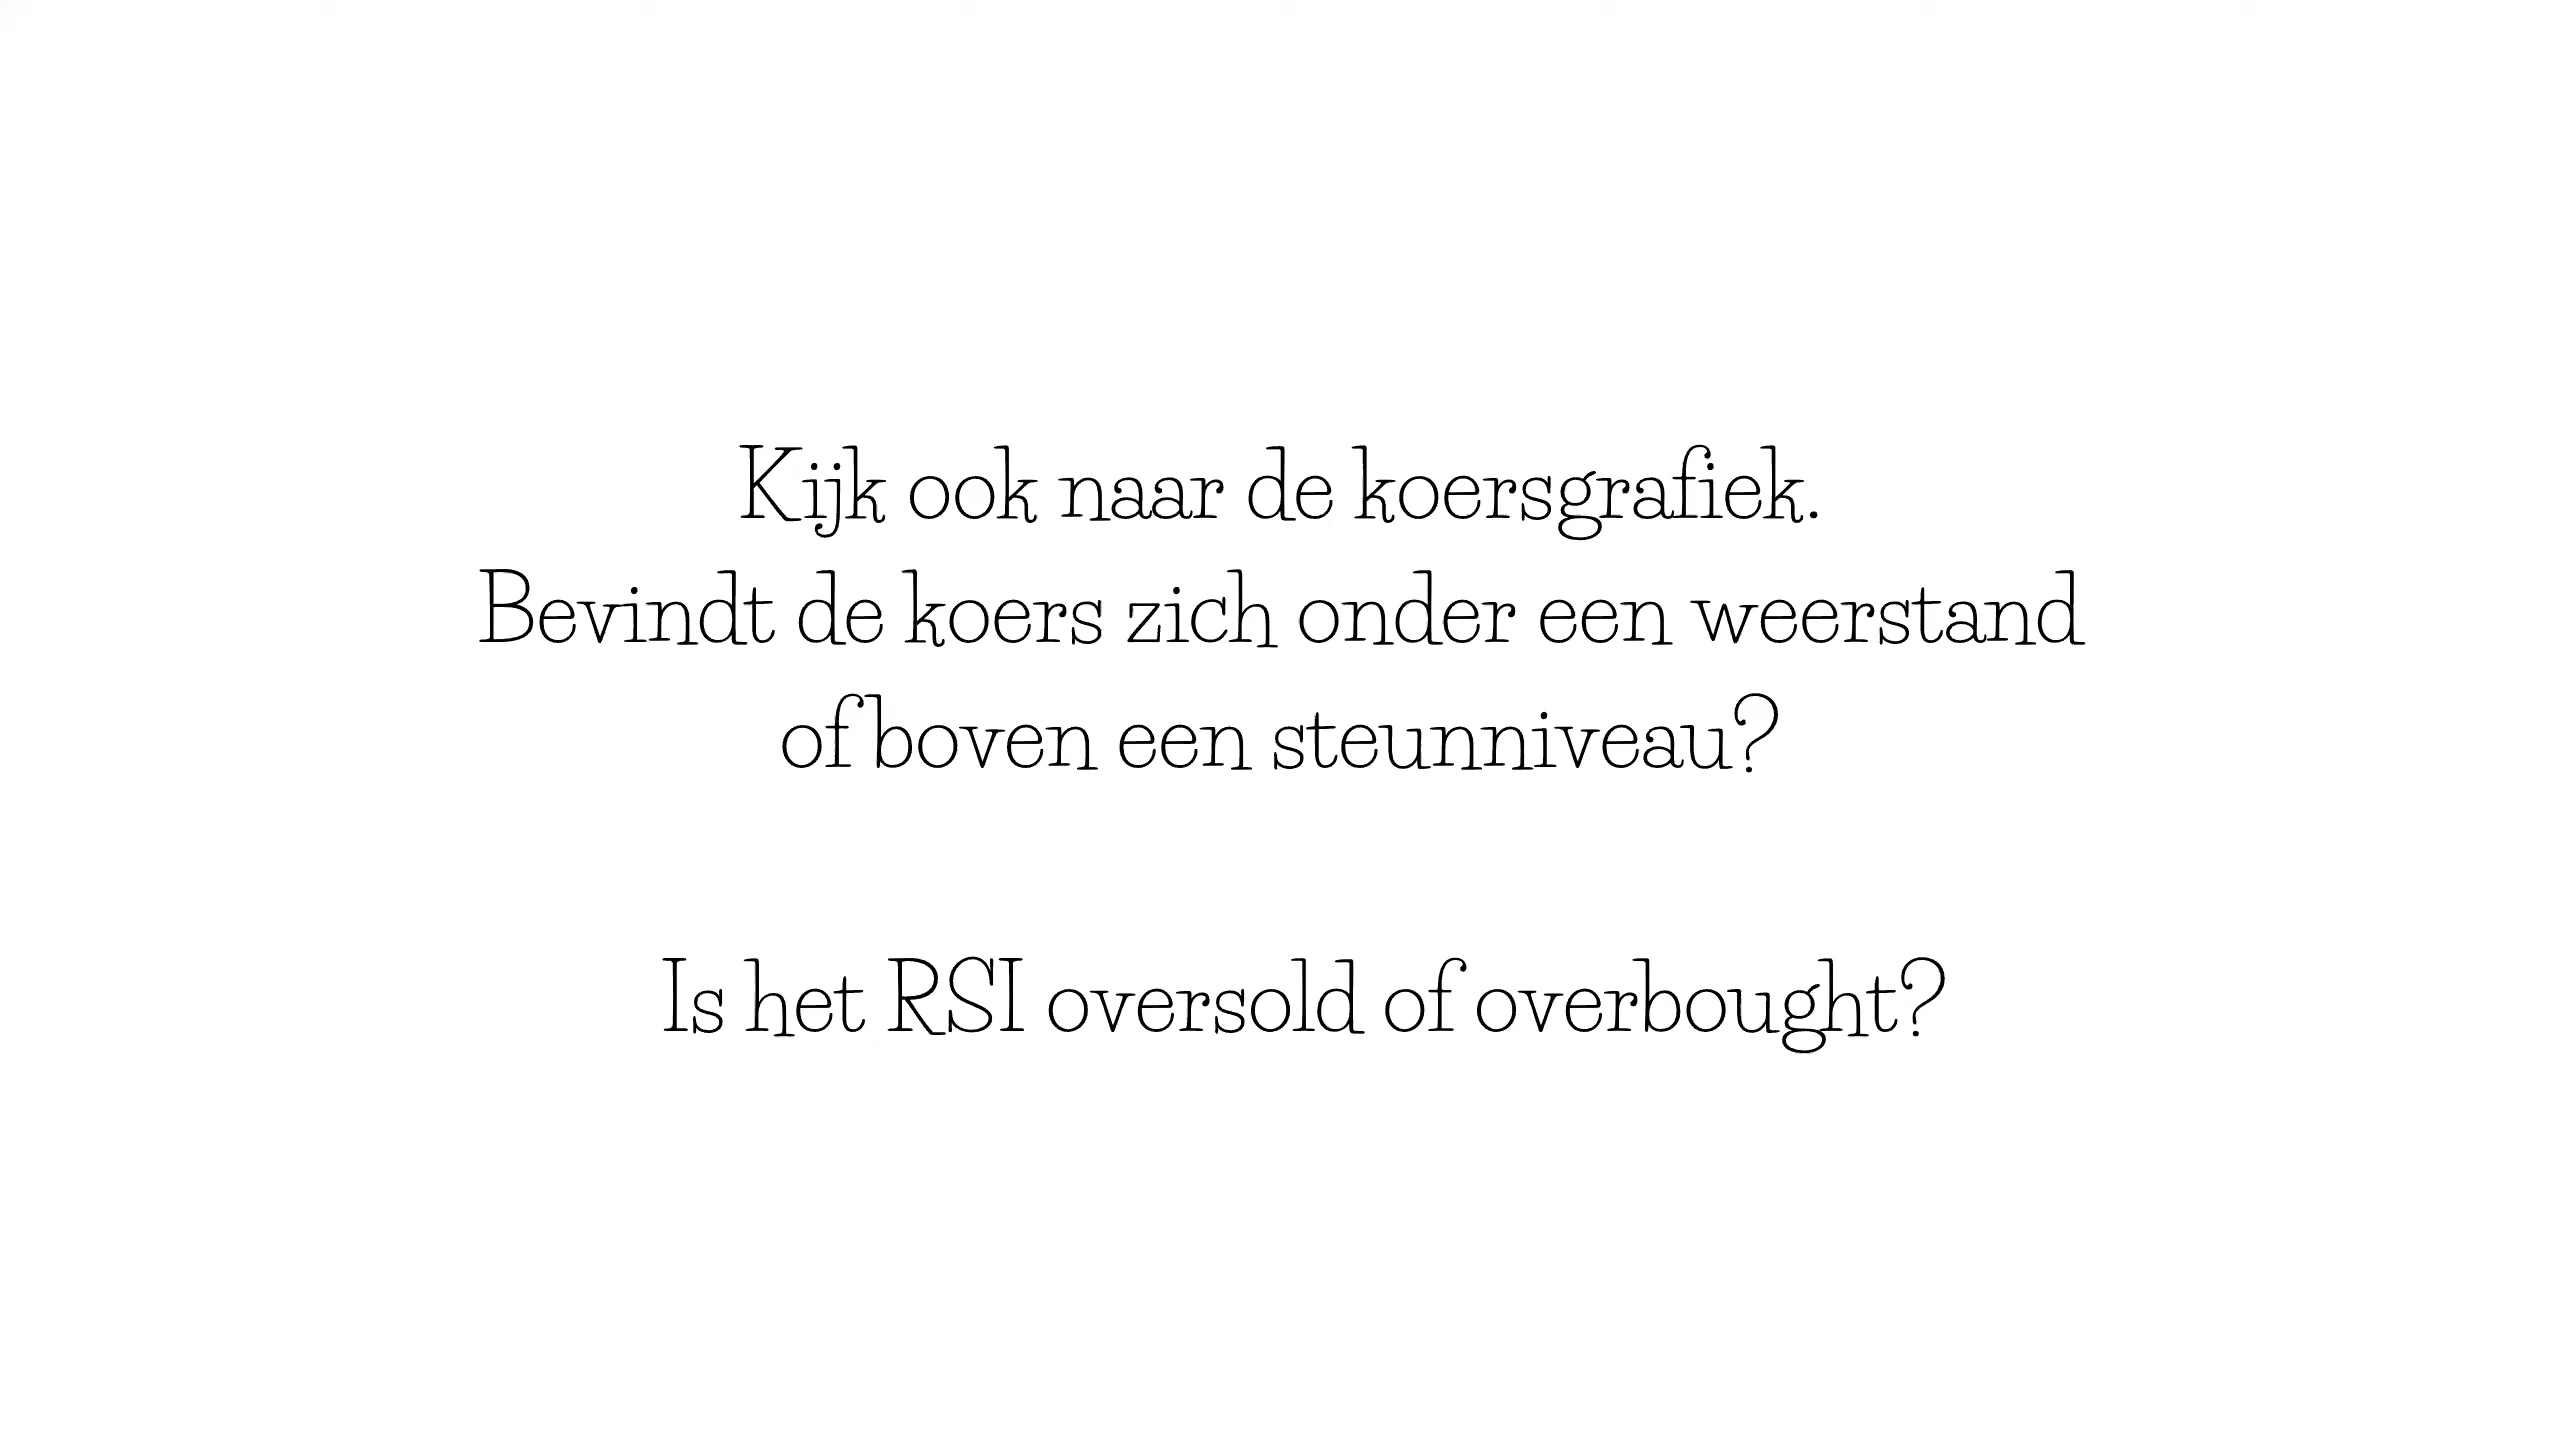 Kijk ook naar de koersgrafiek.
Bevindt de koers zich onder een weerstand
of boven een steunniveau?
Is het RSI oversold of overbought?